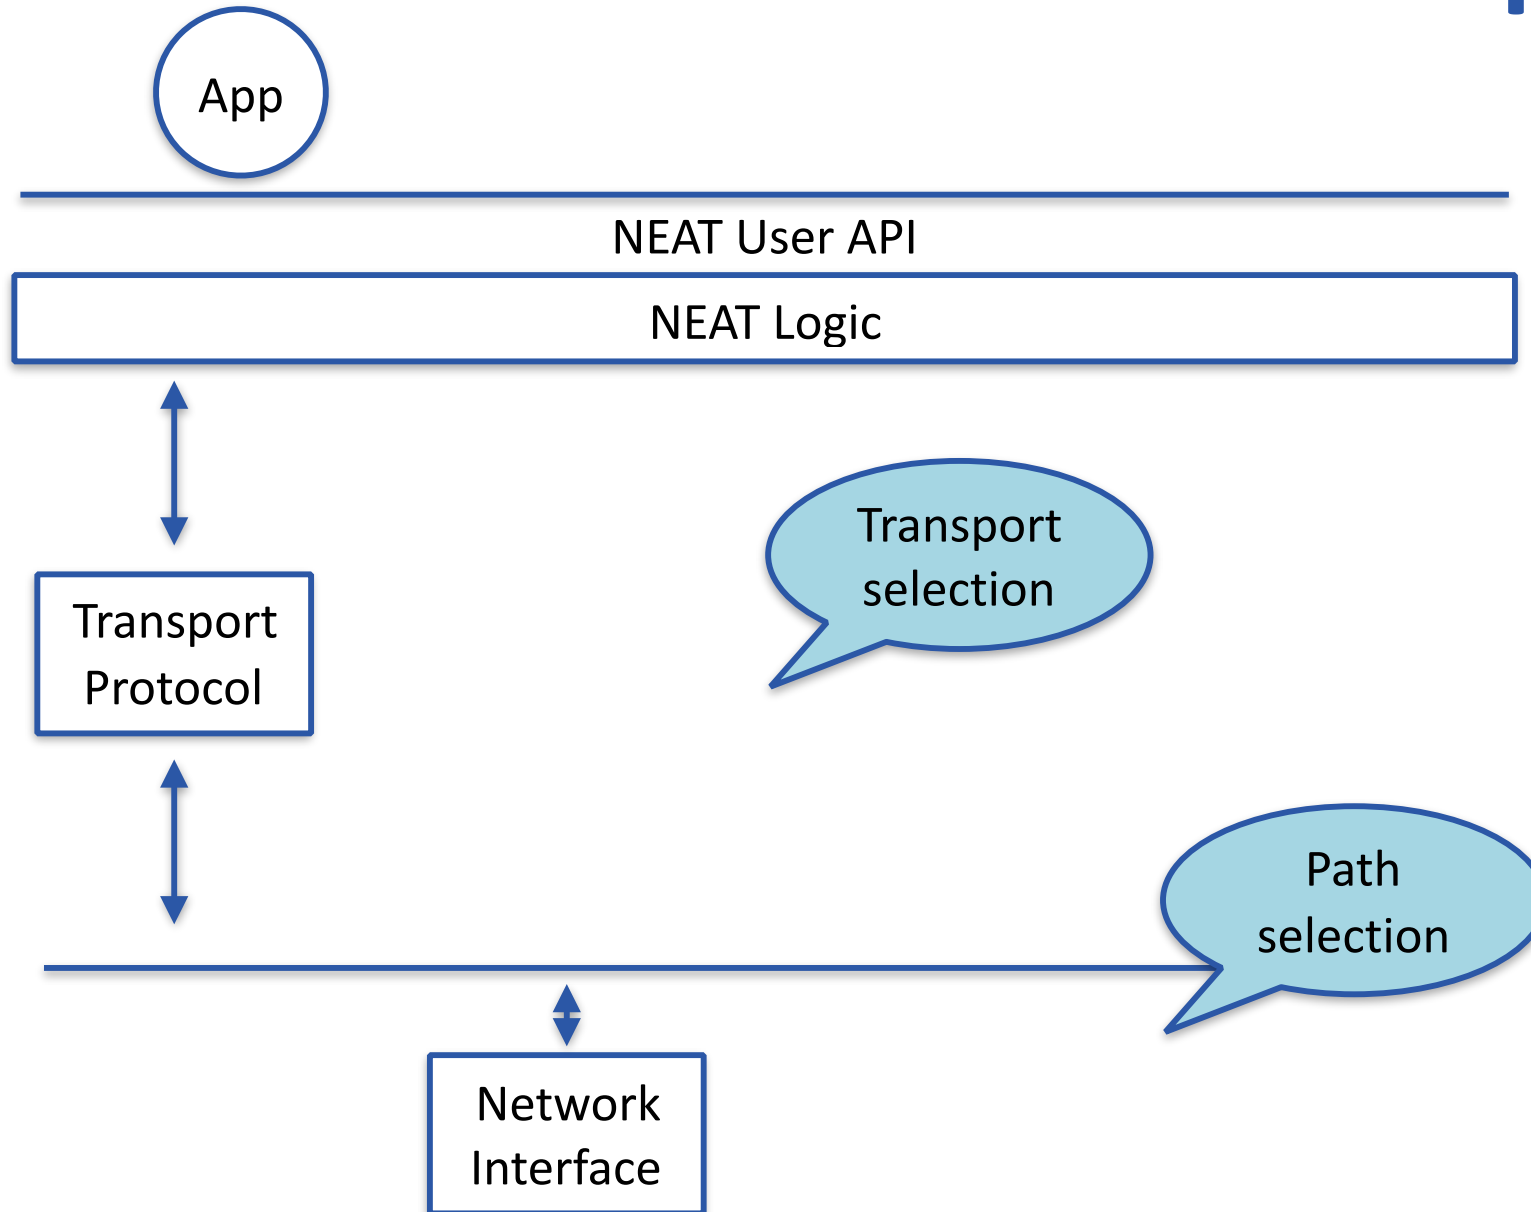 App
NEAT User API
NEAT Logic
Transport
selection
Transport
Protocol
Path
selection
Network
Interface